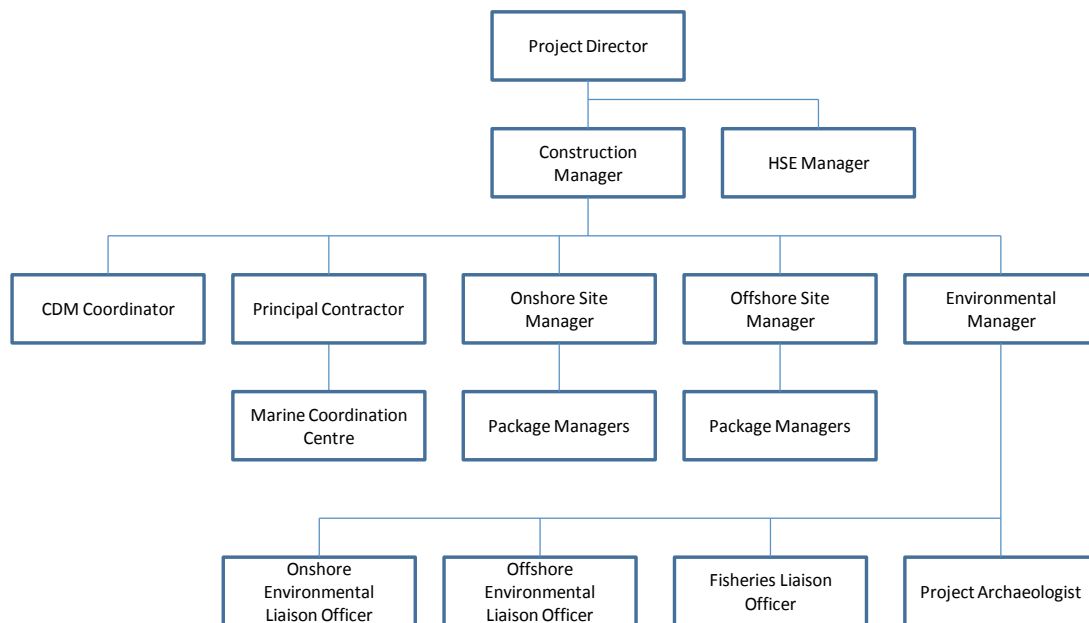 Project Director
Construction
Manager
HSE Manager
CDM Coordinator
Principal Contractor
Onshore Site
Manager
Offshore Site
Manager
Environmental
Manager
Marine Coordination
Centre
Package Managers
Package Managers
Onshore
Environmental
Liaison Officer
Offshore
Environmental
Liaison Officer
Fisheries Liaison
Officer
Project Archaeologist